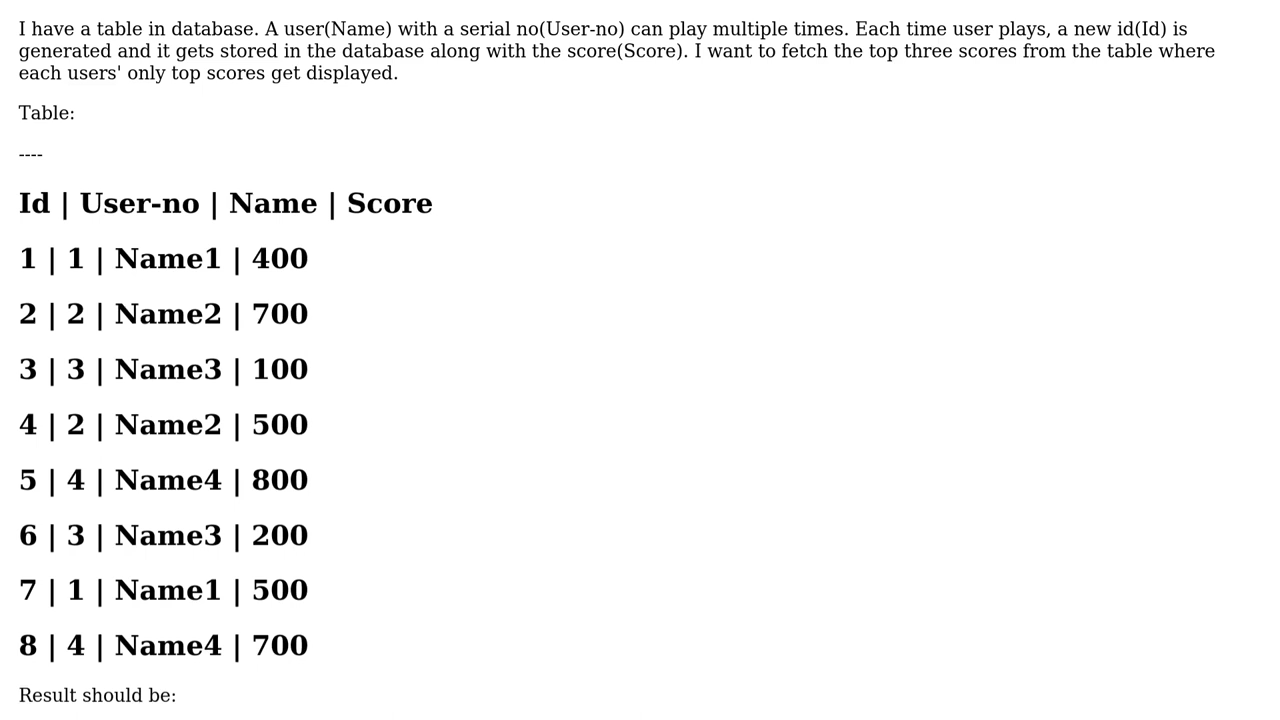 I have a table in database. A user(Name) with a serial no(User-no) can play multiple times. Each time user plays, a new id(Id) is
generated and it gets stored in the database along with the score(Score). I want to fetch the top three scores from the table where
each users' only top scores get displayed.
Table:
----
Id | User-no | Name | Score
1 | 1 | Name1 | 400
2 | 2 | Name2 | 700
3 | 3 | Name3 | 100
4 | 2 | Name2 | 500
5 | 4 | Name4 | 800
6 | 3 | Name3 | 200
7 | 1 | Name1 | 500
8 | 4 | Name4 | 700
Result should be: